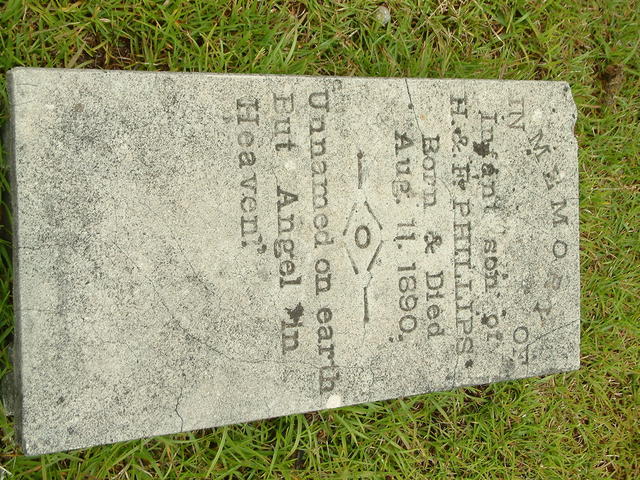 IN MEMORY OF
Infant son of
H. & F. PHILLIPS.
Born & Died
Aug. 11, 1890.
Unnamed on earth
But Angel in
Heaven."